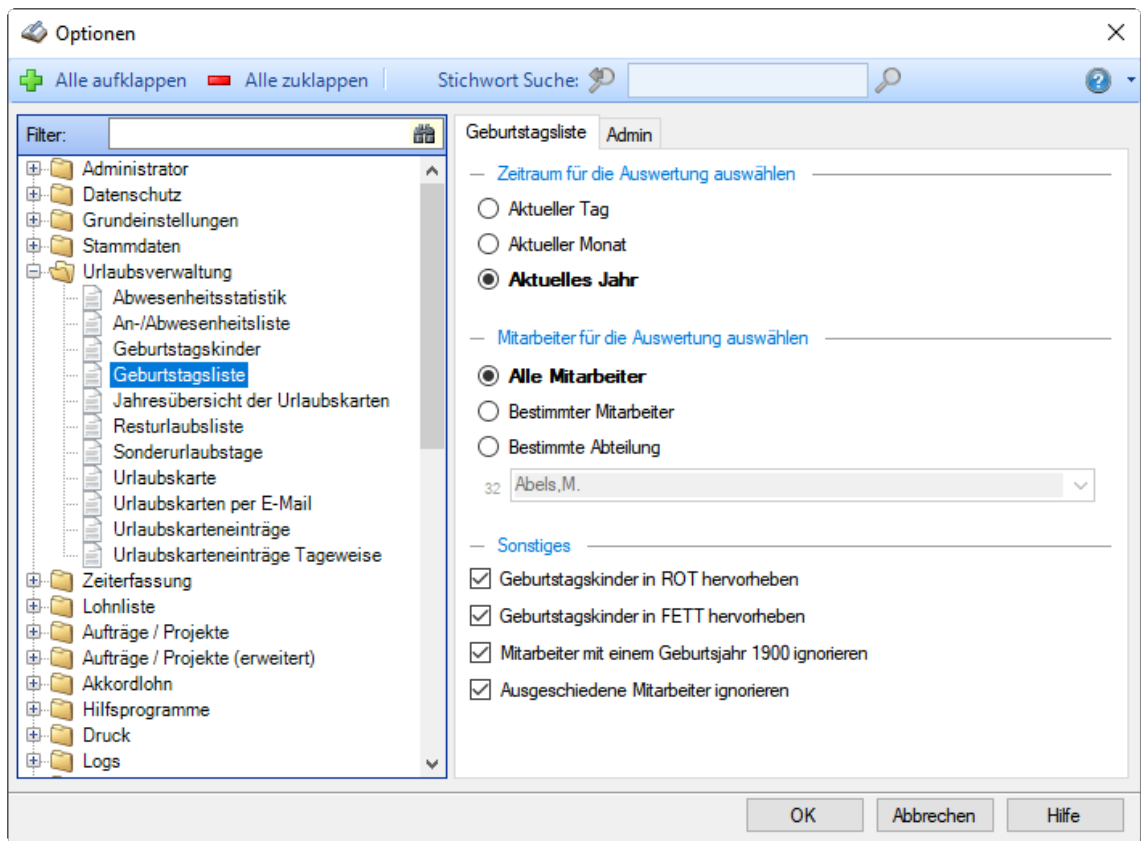 Optionen
Alle aufklappen Alle zuklappen Stichwort Suche:
Filter:
Administrator
Datenschutz
Grundeinstellungen
Stammdaten
Urlaubsverwaltung
Abwesenheitsstatistik
An-/Abwesenheitsliste
Geburtstagskinder
Geburtstagsliste
Jahresübersicht der Urlaubskarten
Resturlaubsliste
Sonderurlaubstage
Urlaubskarte
Urlaubskarten per E-Mail
Urlaubskarteneinträge
Urlaubskarteneinträge Tageweise
Zeiterfassung
Lohnliste
Aufträge / Projekte
Aufträge / Projekte (erweitert)
Akkordlohn
Hilfsprogramme
Druck
Logs
Geburtstagsliste Admin
Zeitraum für die Auswertung auswählen
Aktueller Tag
Aktueller Monat
Aktuelles Jahr
Mitarbeiter für die Auswertung auswählen
Alle Mitarbeiter
Bestimmter Mitarbeiter
Bestimmte Abteilung
32 Abels,M.
Sonstiges
Geburtstagskinder in ROT hervorheben
Geburtstagskinder in FETT hervorheben
Mitarbeiter mit einem Geburtsjahr 1900 ignorieren
Ausgeschiedene Mitarbeiter ignorieren
OK Abbrechen Hilfe